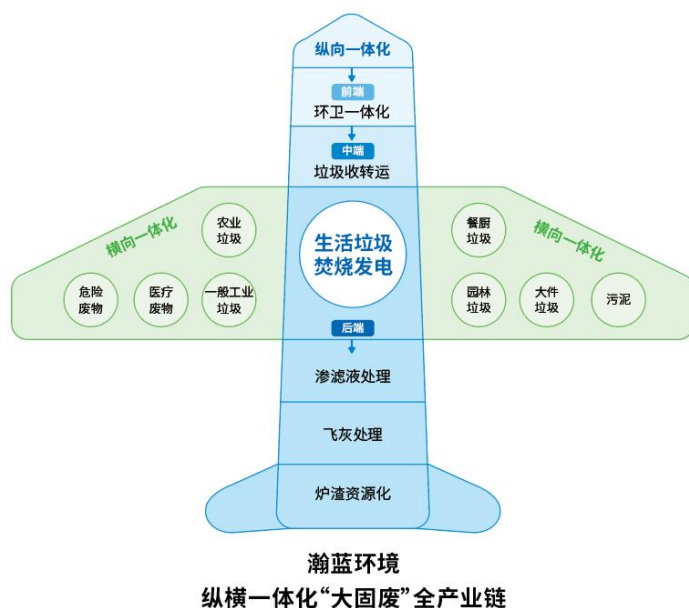 纵向一体化
前端
环卫一体化
中端
垃圾收转运
横向一体化
农业
垃圾
危险
废物
医疗
废物
一般工业
垃圾
生活垃圾
焚烧发电
横向一体化
餐厨
垃圾
园林
垃圾
大件
垃圾
污泥
后端
渗滤液处理
飞灰处理
炉渣资源化
瀚蓝环境
纵横一体化“大固废”全产业链